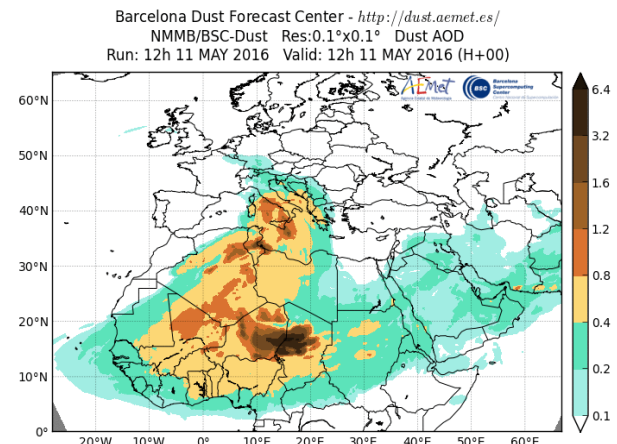 Barcelona Dust Forecast Center - http://dust.aemet.es/
NMMB/BSC-Dust Res:0.1°x0.1° Dust AOD
Run: 12h 11 MAY 2016 Valid: 12h 11 MAY 2016 (H+00)
AEMet
BSC
Barcelona
Supercomputing
Center
60°N
50°N
40°N
30°N
20°N
10°N
0°
20°W
10°W
0°
10°E
20°E
30°E
40°E
50°E
60°E
6.4
3.2
1.6
1.2
0.8
0.4
0.2
0.1